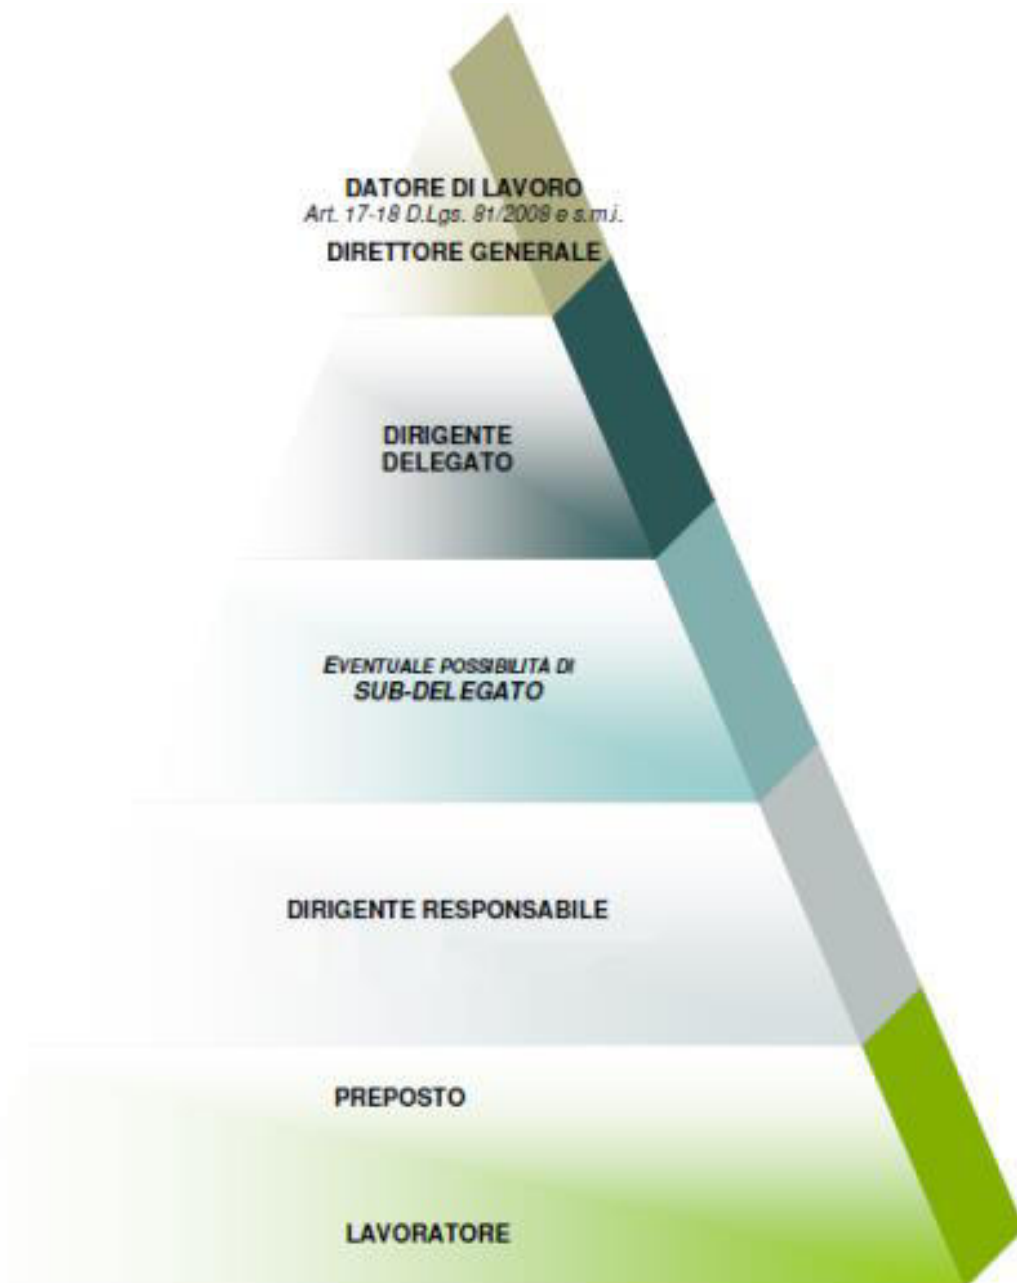 DATORE DI LAVORO
Art. 17-18 D.Lgs. 81/2008 e s.m.i.
DIRETTORE GENERALE
DIRIGENTE
DELEGATO
EVENTUALE POSSIBILITÀ DI
SUB-DELEGATO
DIRIGENTE RESPONSABILE
PREPOSTO
LAVORATORE